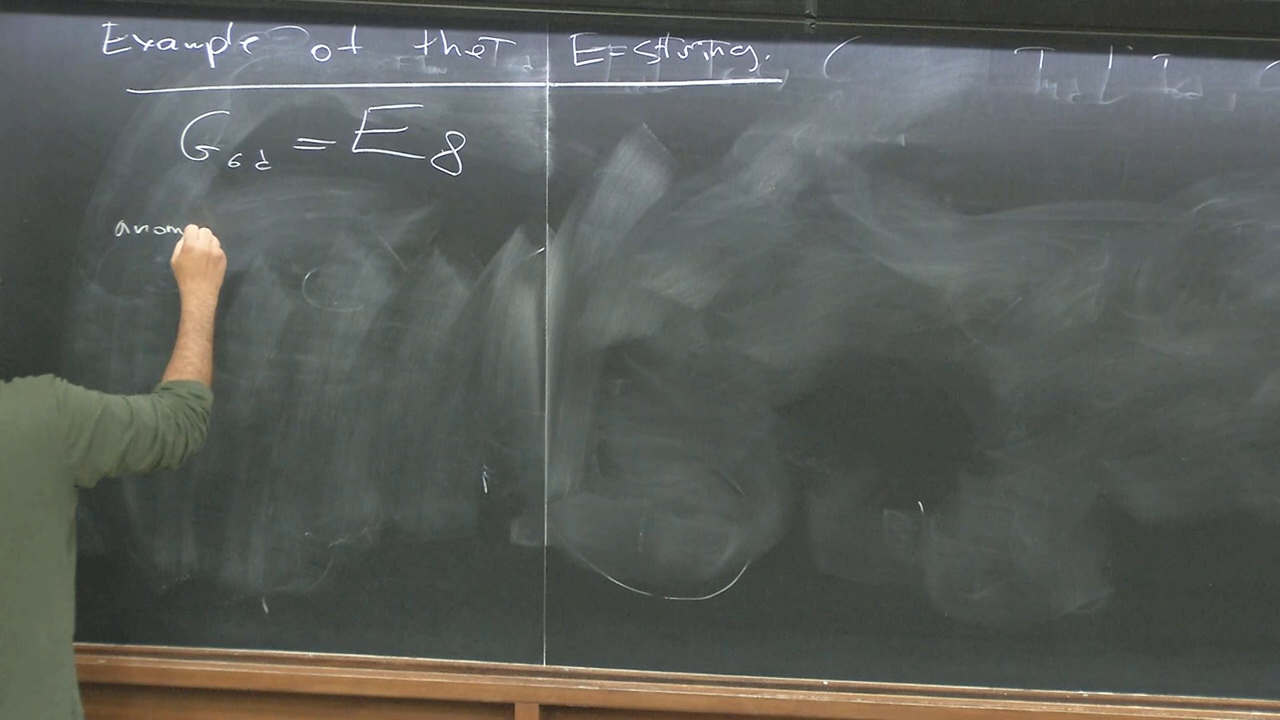 Example of the E-string. (
G6d = E8
anom